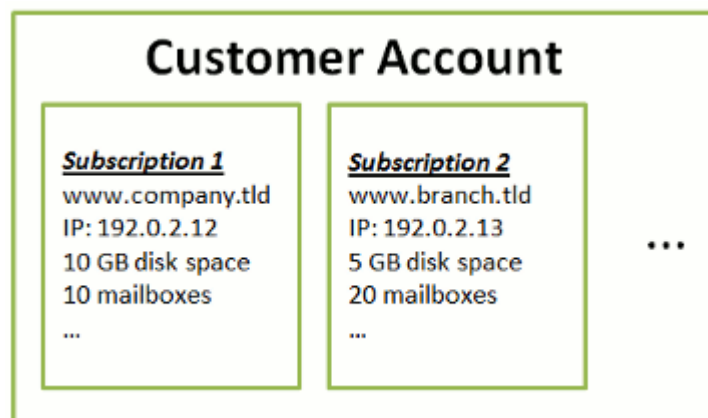 Customer Account
Subscription 1
www.company.tld
IP: 192.0.2.12
10 GB disk space
10 mailboxes
...
Subscription 2
www.branch.tld
IP: 192.0.2.13
5 GB disk space
20 mailboxes
...
...